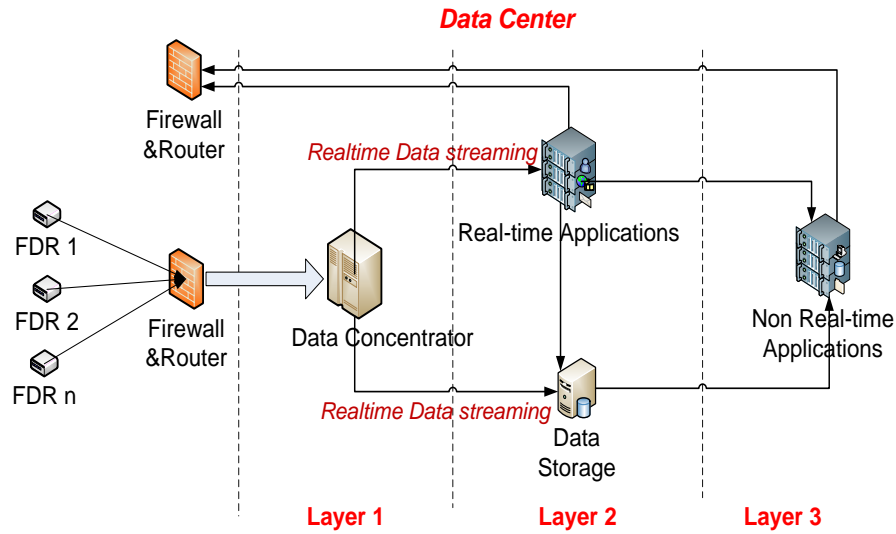 Data Center
Firewall
&Router
Realtime Data streaming
Real-time Applications
FDR 1
FDR 2
FDR n
Firewall
&Router
Data Concentrator
Non Real-time
Applications
Realtime Data streaming
Data
Storage
Layer 1
Layer 2
Layer 3